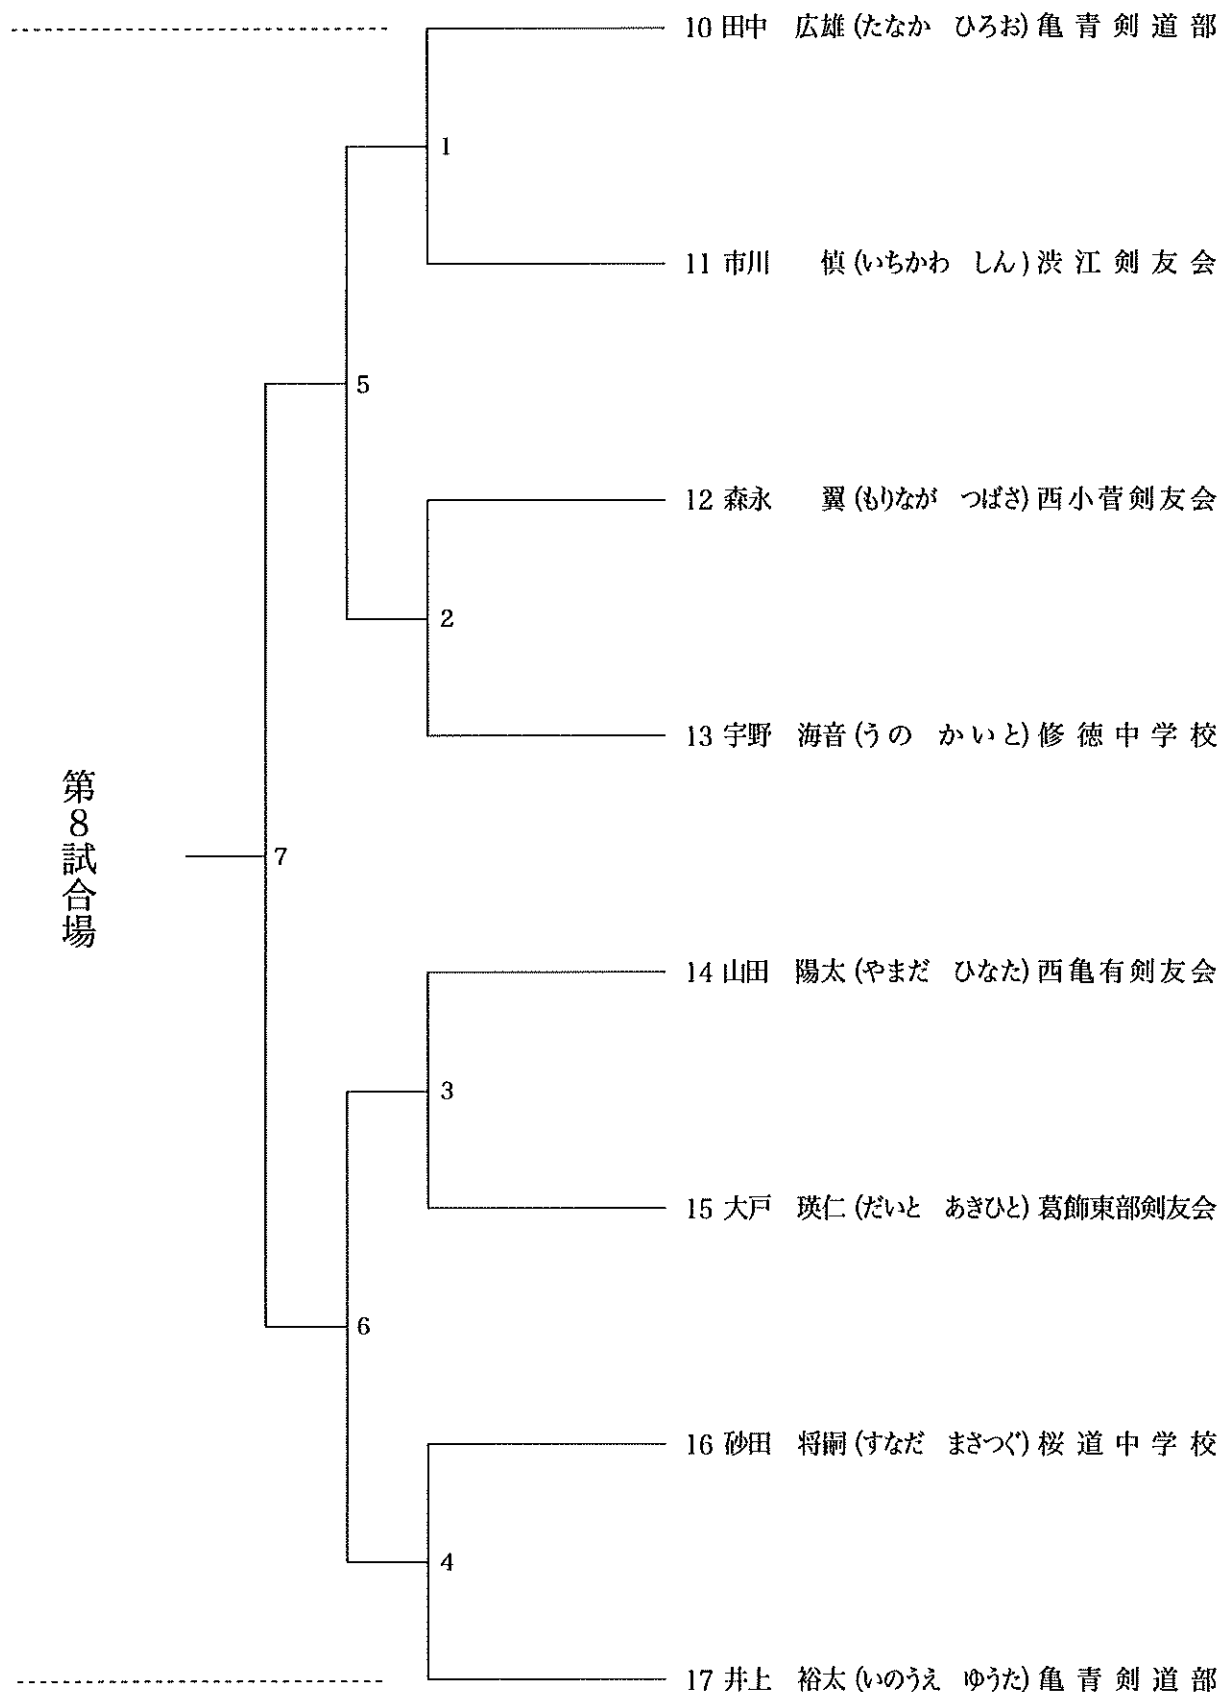 10 田中　広雄 (たなか　ひろお) 亀青剣道部
1
11 市川　慎 (いちかわ　しん) 渋江剣友会
5
12 森永　翼 (もりなが　つばさ) 西小菅剣友会
2
13 宇野　海音 (うの　かいと) 修徳中学校
第8試合場
7
14 山田　陽太 (やまだ　ひなた) 西亀有剣友会
3
15 大戸　瑛仁 (だいと　あきひと) 葛飾東部剣友会
6
16 砂田　将嗣 (すなだ　まさつぐ) 桜道中学校
4
17 井上　裕太 (いのうえ　ゆうた) 亀青剣道部